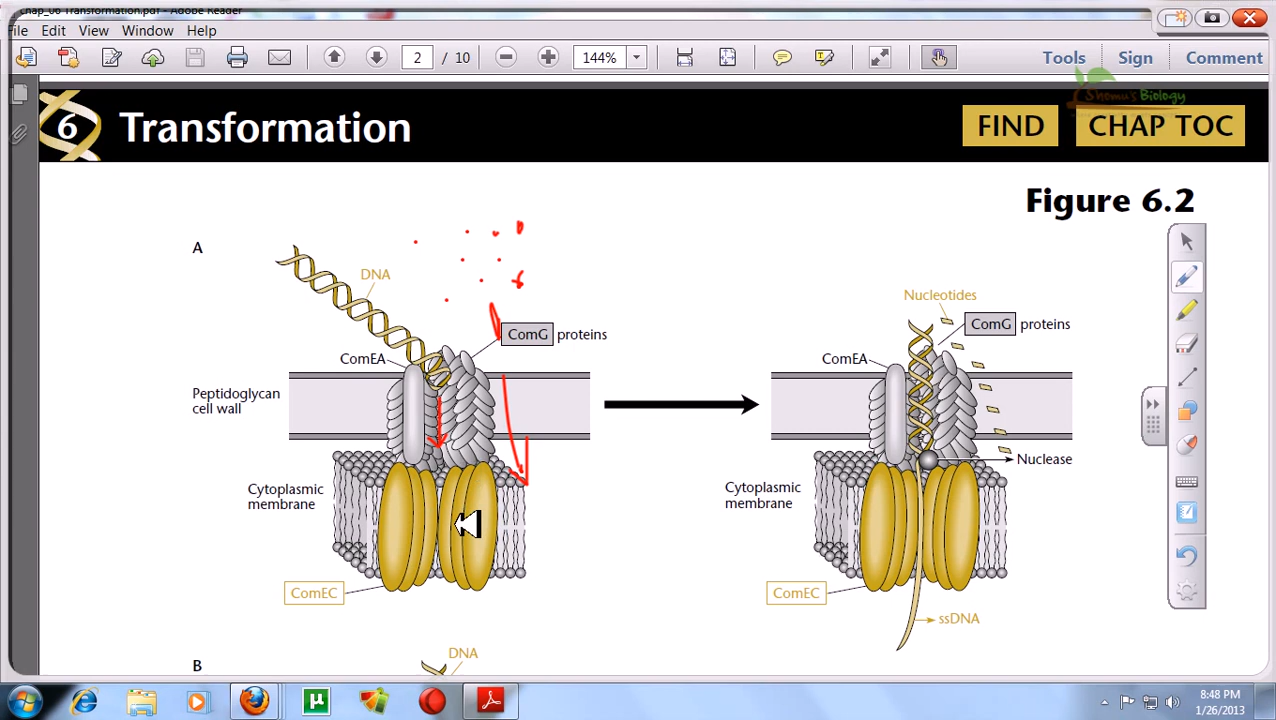 chap_06 Transformation.pdf - Adobe Reader
File Edit View Window Help
2 / 10 144% Tools Sign Comment
Shomu's Biology
6 Transformation FIND CHAP TOC
Figure 6.2
A
DNA
ComG proteins
ComEA
Peptidoglycan
cell wall
Cytoplasmic
membrane
ComEC
Nucleotides
ComG proteins
ComEA
Nuclease
Cytoplasmic
membrane
ComEC
ssDNA
B
DNA
8:48 PM
1/26/2013